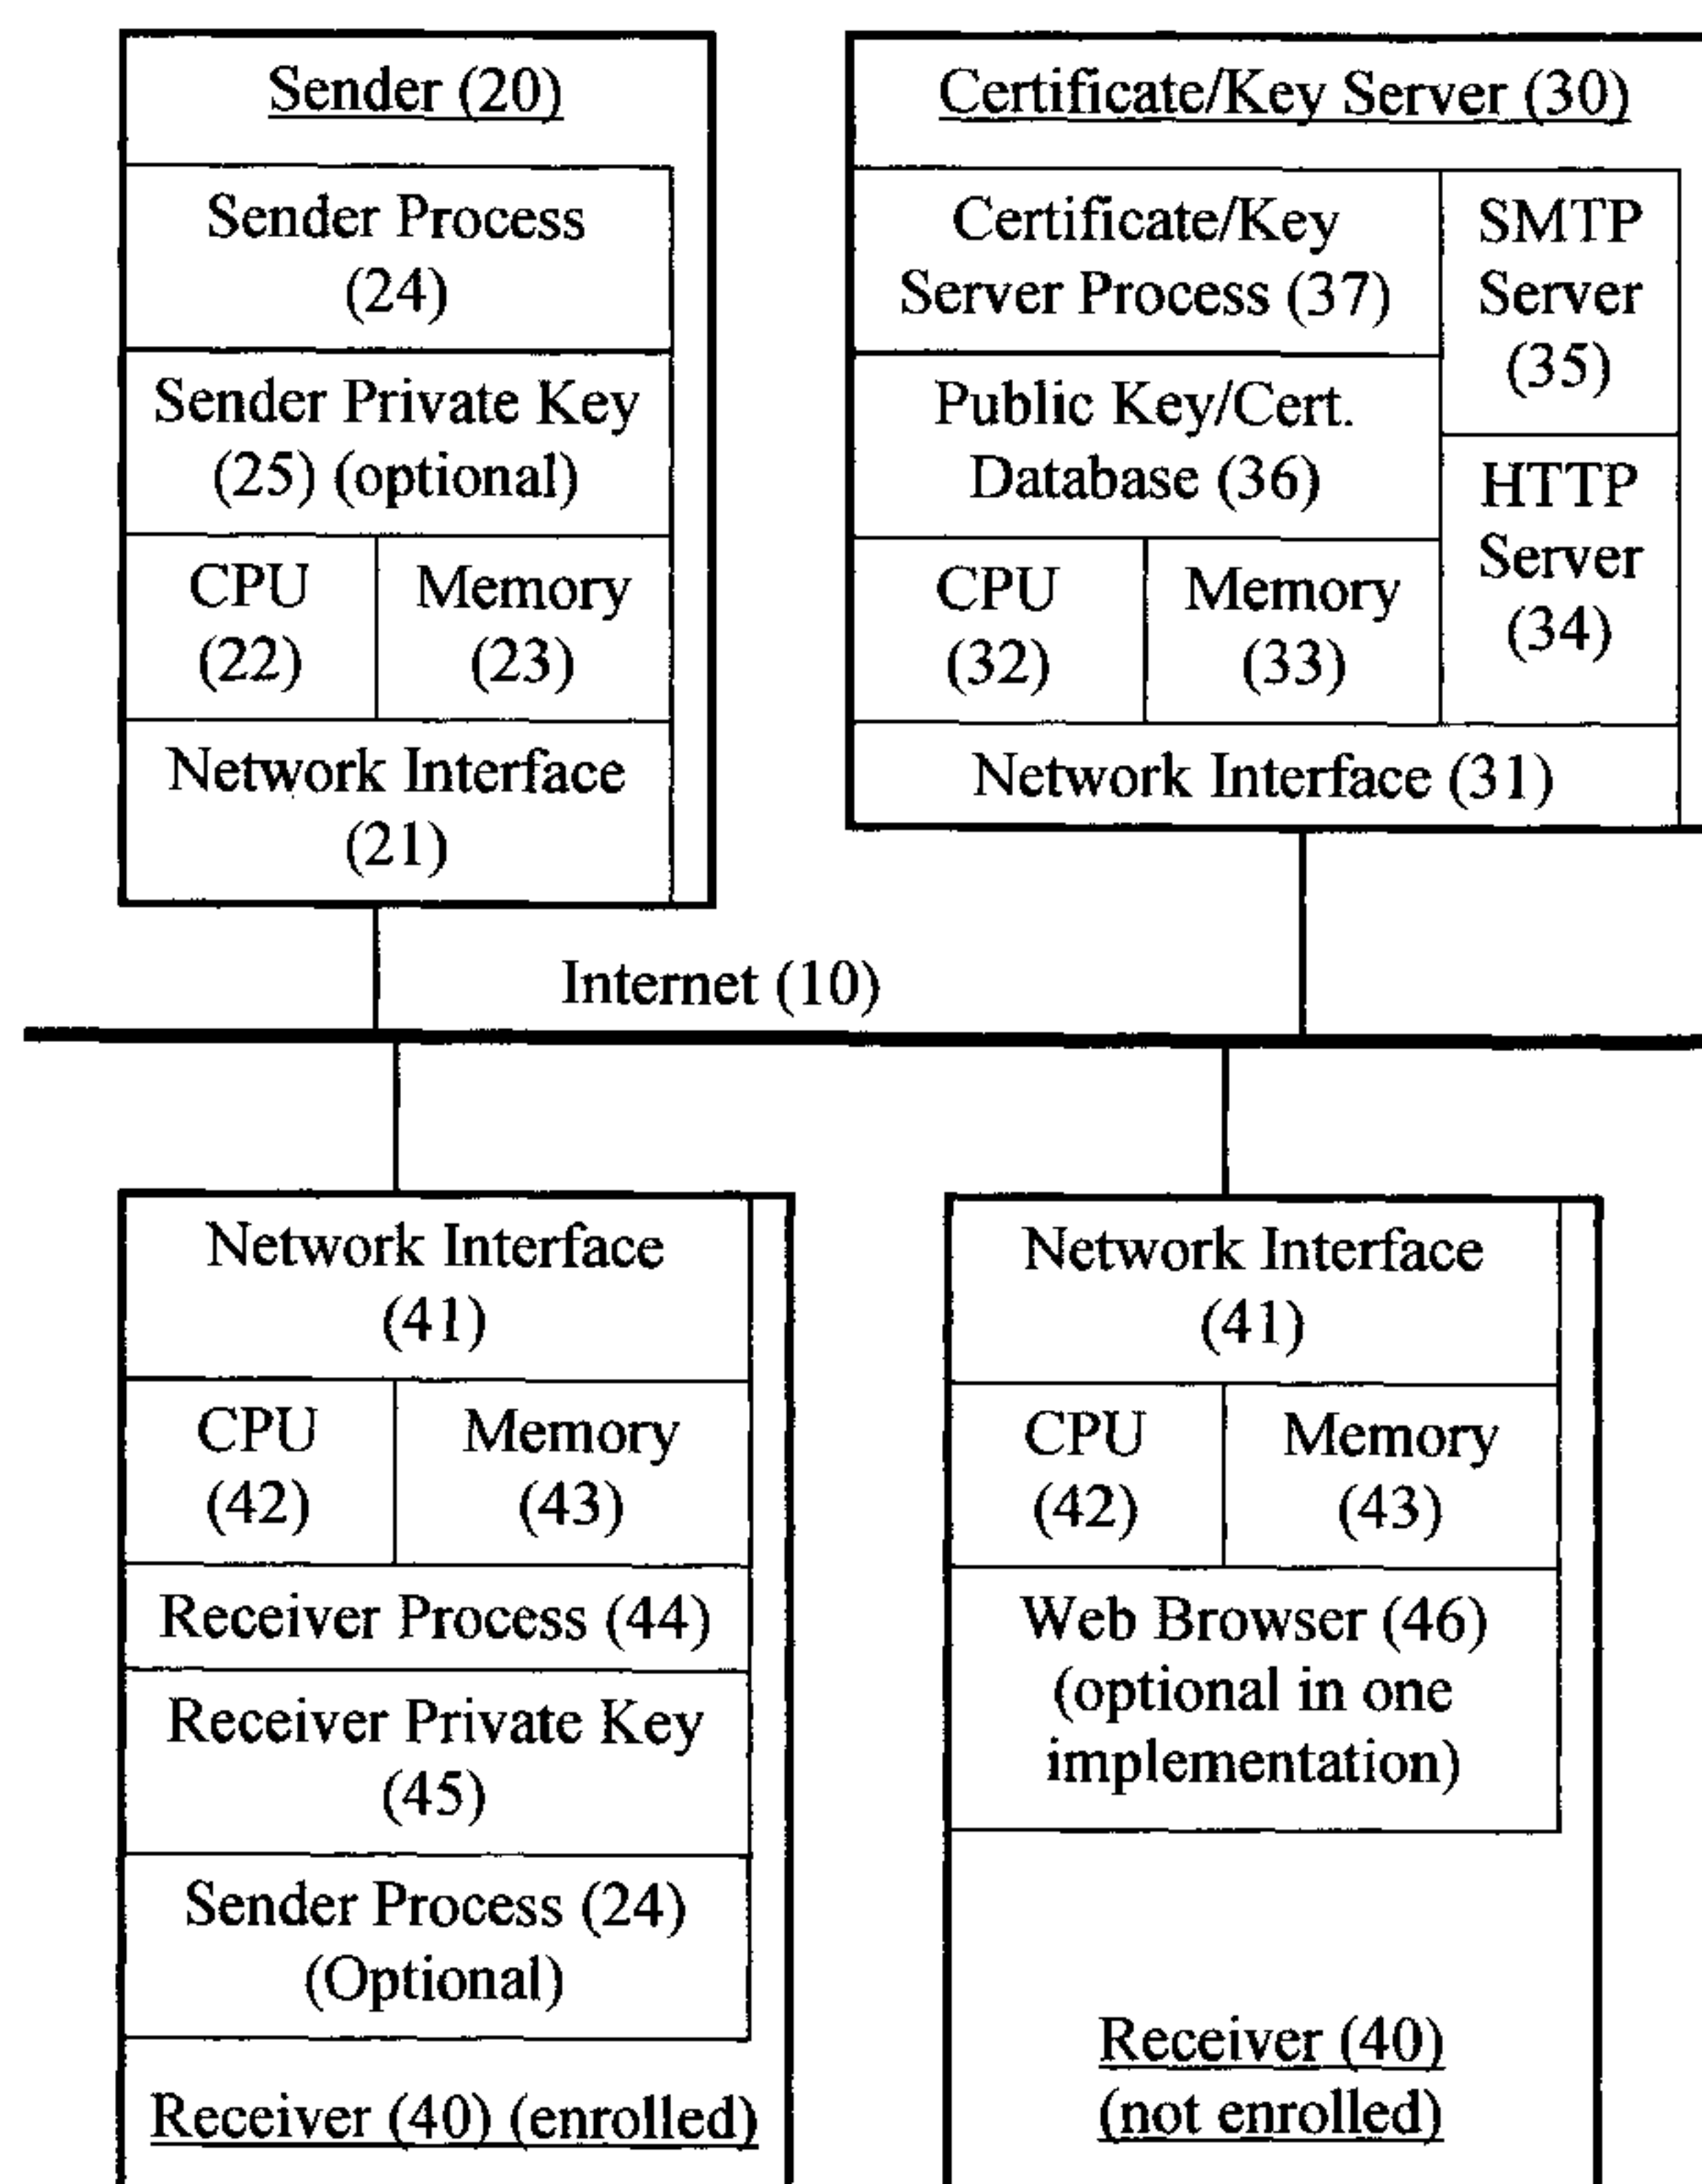 Sender (20)
Sender Process
(24)
Sender Private Key
(25) (optional)
CPU
(22)
Memory
(23)
Network Interface
(21)
Certificate/Key Server (30)
Certificate/Key
Server Process (37)
Public Key/Cert.
Database (36)
CPU
(32)
Memory
(33)
SMTP
Server
(35)
HTTP
Server
(34)
Network Interface (31)
Internet (10)
Network Interface
(41)
CPU
(42)
Memory
(43)
Receiver Process (44)
Receiver Private Key
(45)
Sender Process (24)
(Optional)
Receiver (40) (enrolled)
Network Interface
(41)
CPU
(42)
Memory
(43)
Web Browser (46)
(optional in one
implementation)
Receiver (40)
(not enrolled)